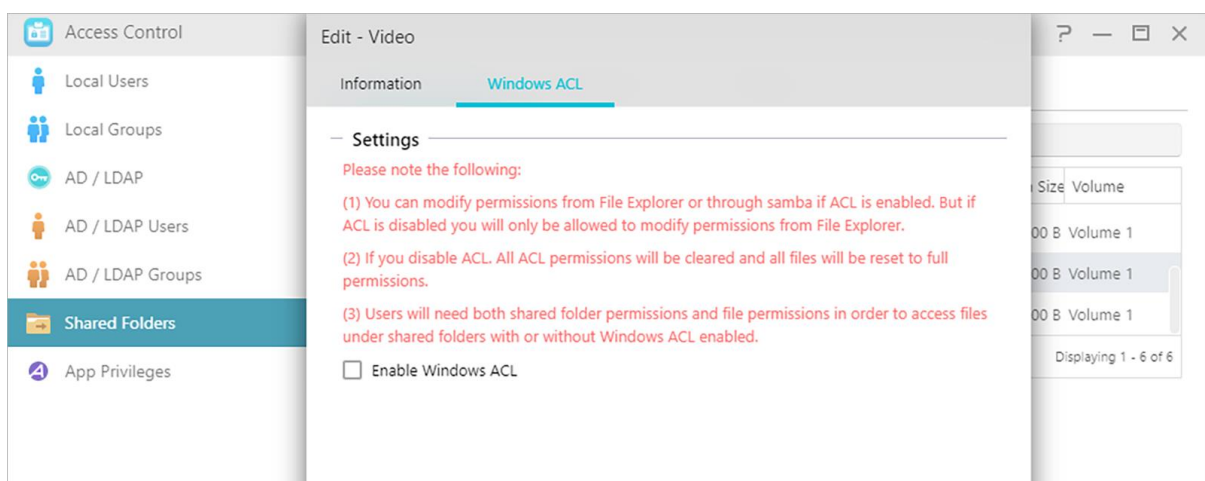 Access Control
Local Users
Local Groups
AD / LDAP
AD / LDAP Users
AD / LDAP Groups
Shared Folders
App Privileges
Edit - Video
Information
Windows ACL
Settings
Please note the following:
(1) You can modify permissions from File Explorer or through samba if ACL is enabled. But if
ACL is disabled you will only be allowed to modify permissions from File Explorer.
(2) If you disable ACL. All ACL permissions will be cleared and all files will be reset to full
permissions.
(3) Users will need both shared folder permissions and file permissions in order to access files
under shared folders with or without Windows ACL enabled.
Enable Windows ACL
?
Size Volume
00 B Volume 1
00 B Volume 1
00 B Volume 1
Displaying 1 - 6 of 6